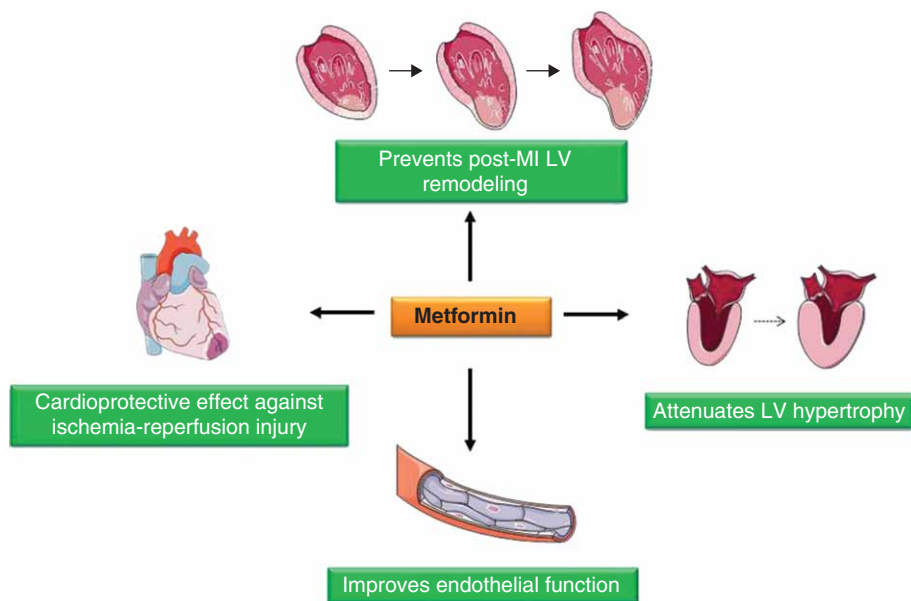 Prevents post-MI LV
remodeling
Metformin
Cardioprotective effect against
ischemia-reperfusion injury
Attenuates LV hypertrophy
Improves endothelial function